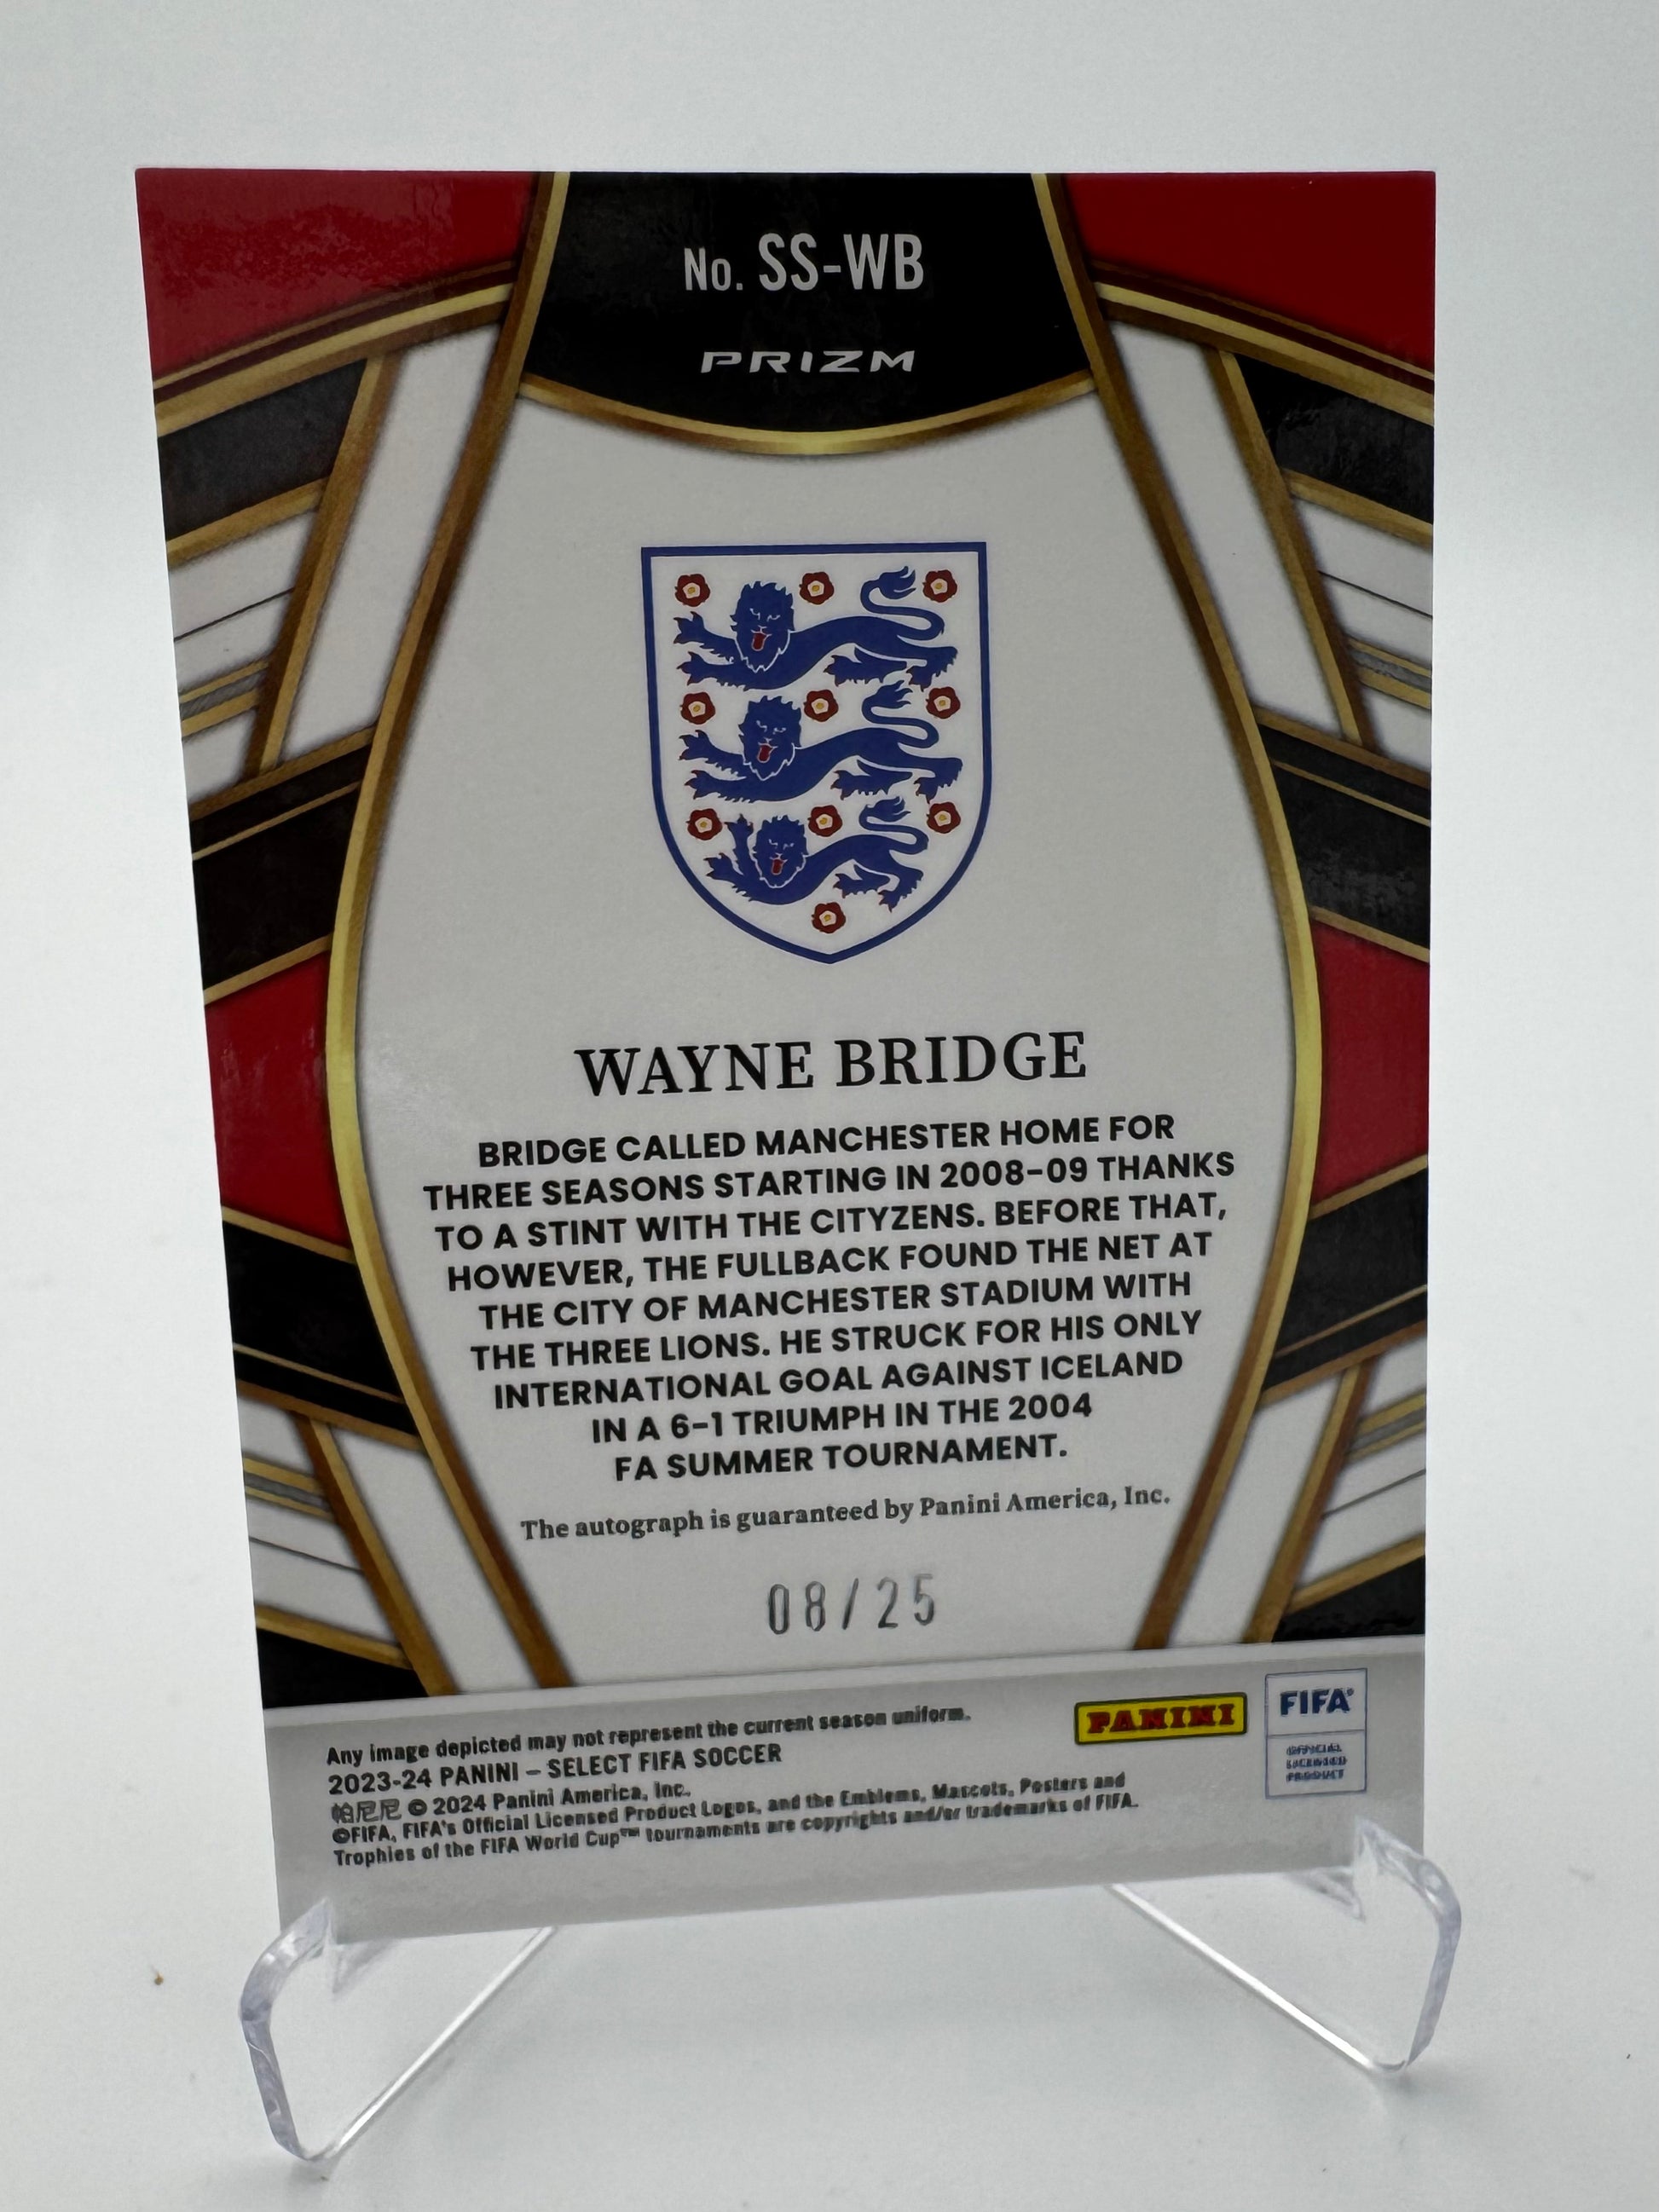 No. SS-WB
PRIZM
WAYNE BRIDGE
BRIDGE CALLED MANCHESTER HOME FOR
THREE SEASONS STARTING IN 2008-09 THANKS
TO A STINT WITH THE CITYZENS. BEFORE THAT,
HOWEVER, THE FULLBACK FOUND THE NET AT
THE CITY OF MANCHESTER STADIUM WITH
THE THREE LIONS. HE STRUCK FOR HIS ONLY
INTERNATIONAL GOAL AGAINST ICELAND
IN A 6-1 TRIUMPH IN THE 2004
FA SUMMER TOURNAMENT.
The autograph is guaranteed by Panini America, Inc.
08/25
Any image depicted may not represent the current season uniform.
2023-24 PANINI – SELECT FIFA SOCCER
帕尼尼 © 2024 Panini America, Inc.
©FIFA, FIFA's Official Licensed Product Logos, and the Emblems, Mascots, Posters and
Trophies of the FIFA World Cup™ tournaments are copyrights and/or trademarks of FIFA.
PANINI
FIFA®
OFFICIAL
LICENSED
PRODUCT